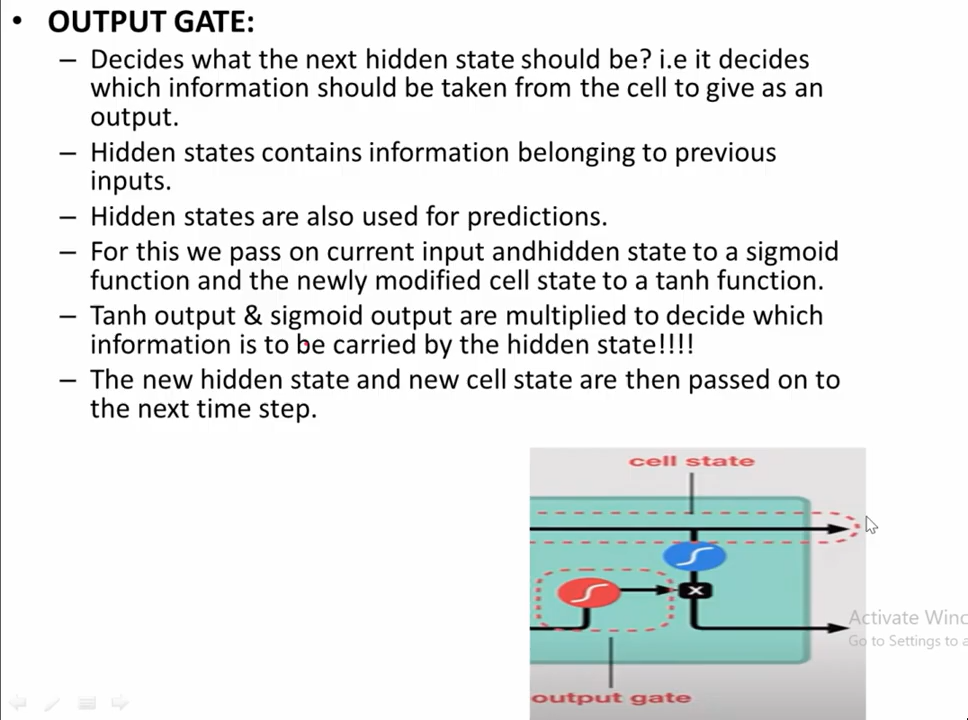 • OUTPUT GATE:
– Decides what the next hidden state should be? i.e it decides
which information should be taken from the cell to give as an
output.
– Hidden states contains information belonging to previous
inputs.
– Hidden states are also used for predictions.
– For this we pass on current input andhidden state to a sigmoid
function and the newly modified cell state to a tanh function.
– Tanh output & sigmoid output are multiplied to decide which
information is to be carried by the hidden state!!!!
– The new hidden state and new cell state are then passed on to
the next time step.
cell state
X
output gate
Activate Winc
Go to Settings to a